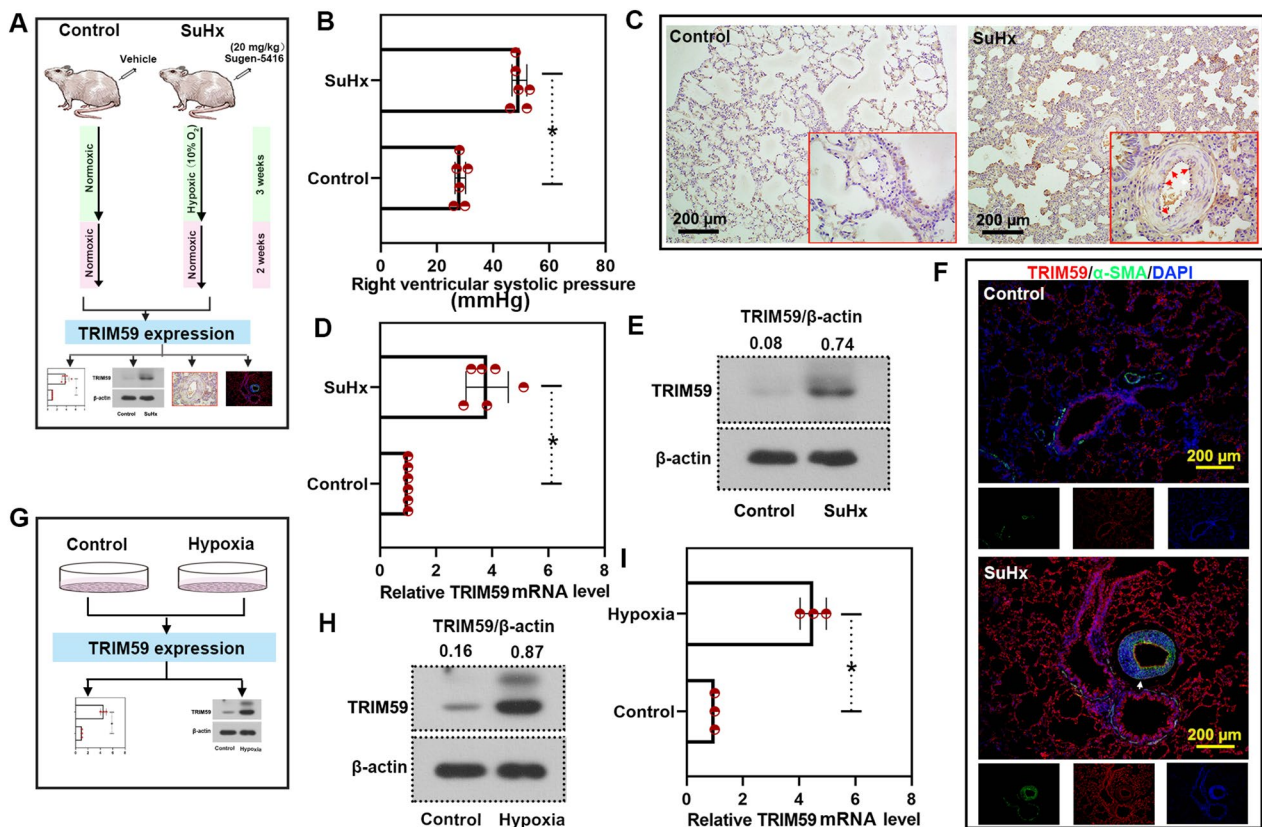 A
Control
SuHx
Vehicle
(20 mg/kg)
Sugen-5416
Normoxic
Hypoxic (10% O2)
3 weeks
Normoxic
Normoxic
2 weeks
TRIM59 expression
TRIM59
β-actin
Control SuHx
B
SuHx
Control
*
0 20 40 60 80
Right ventricular systolic pressure
(mmHg)
C
Control
200 μm
SuHx
200 μm
D
SuHx
Control
*
0 2 4 6 8
Relative TRIM59 mRNA level
E
TRIM59/β-actin
0.08 0.74
TRIM59
β-actin
Control SuHx
F
TRIM59/α-SMA/DAPI
Control
200 μm
SuHx
200 μm
G
Control
Hypoxia
TRIM59 expression
TRIM59
β-actin
Control Hypoxia
H
TRIM59/β-actin
0.16 0.87
TRIM59
β-actin
Control Hypoxia
I
Hypoxia
Control
*
0 2 4 6 8
Relative TRIM59 mRNA level